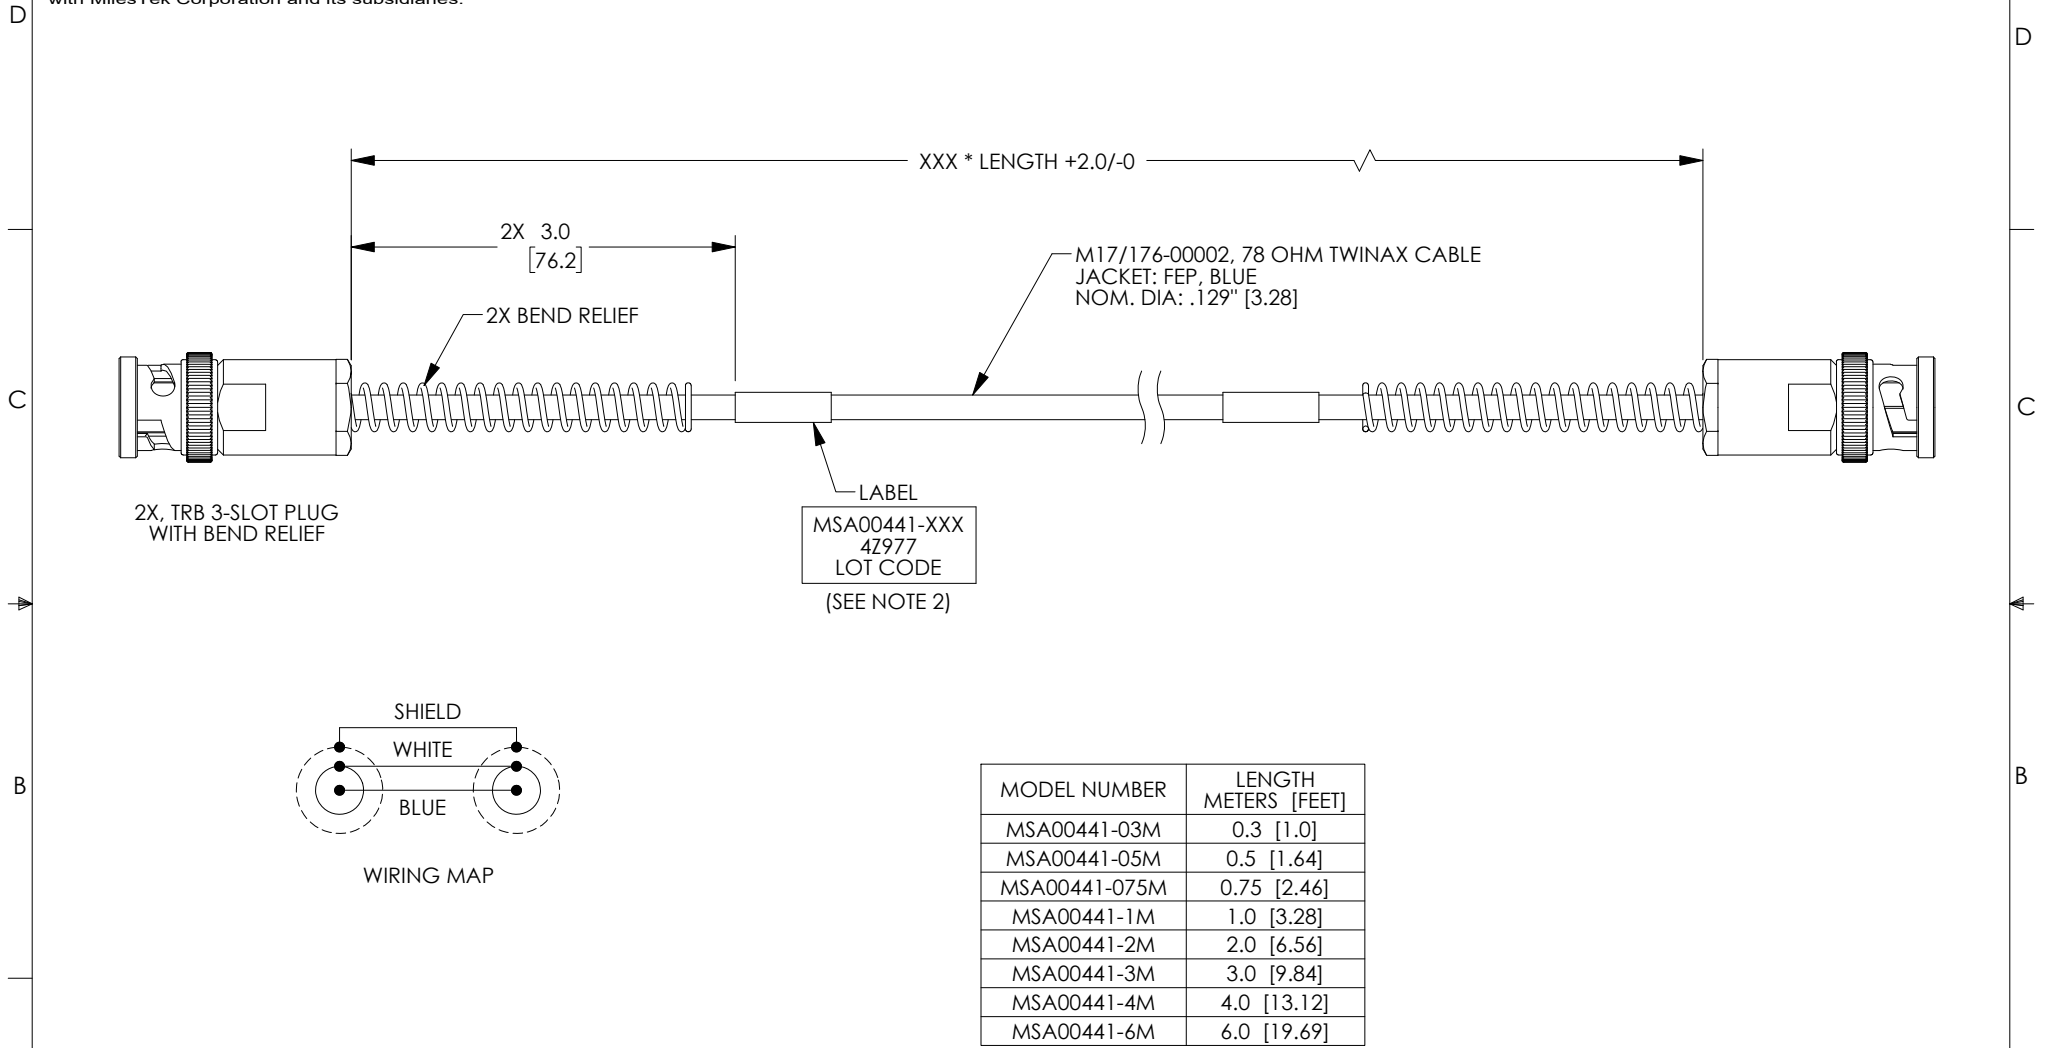 with MilesTek Corporation and its subsidiaries.
D
D
XXX * LENGTH +2.0/-0
2X 3.0
[76.2]
M17/176-00002, 78 OHM TWINAX CABLE
JACKET: FEP, BLUE
NOM. DIA: .129" [3.28]
2X BEND RELIEF
C
C
2X, TRB 3-SLOT PLUG
WITH BEND RELIEF
LABEL
MSA00441-XXX
4Z977
LOT CODE
(SEE NOTE 2)
SHIELD
WHITE
BLUE
WIRING MAP
B
B
MODEL NUMBER
LENGTH
METERS [FEET]
MSA00441-03M 0.3 [1.0]
MSA00441-05M 0.5 [1.64]
MSA00441-075M 0.75 [2.46]
MSA00441-1M 1.0 [3.28]
MSA00441-2M 2.0 [6.56]
MSA00441-3M 3.0 [9.84]
MSA00441-4M 4.0 [13.12]
MSA00441-6M 6.0 [19.69]